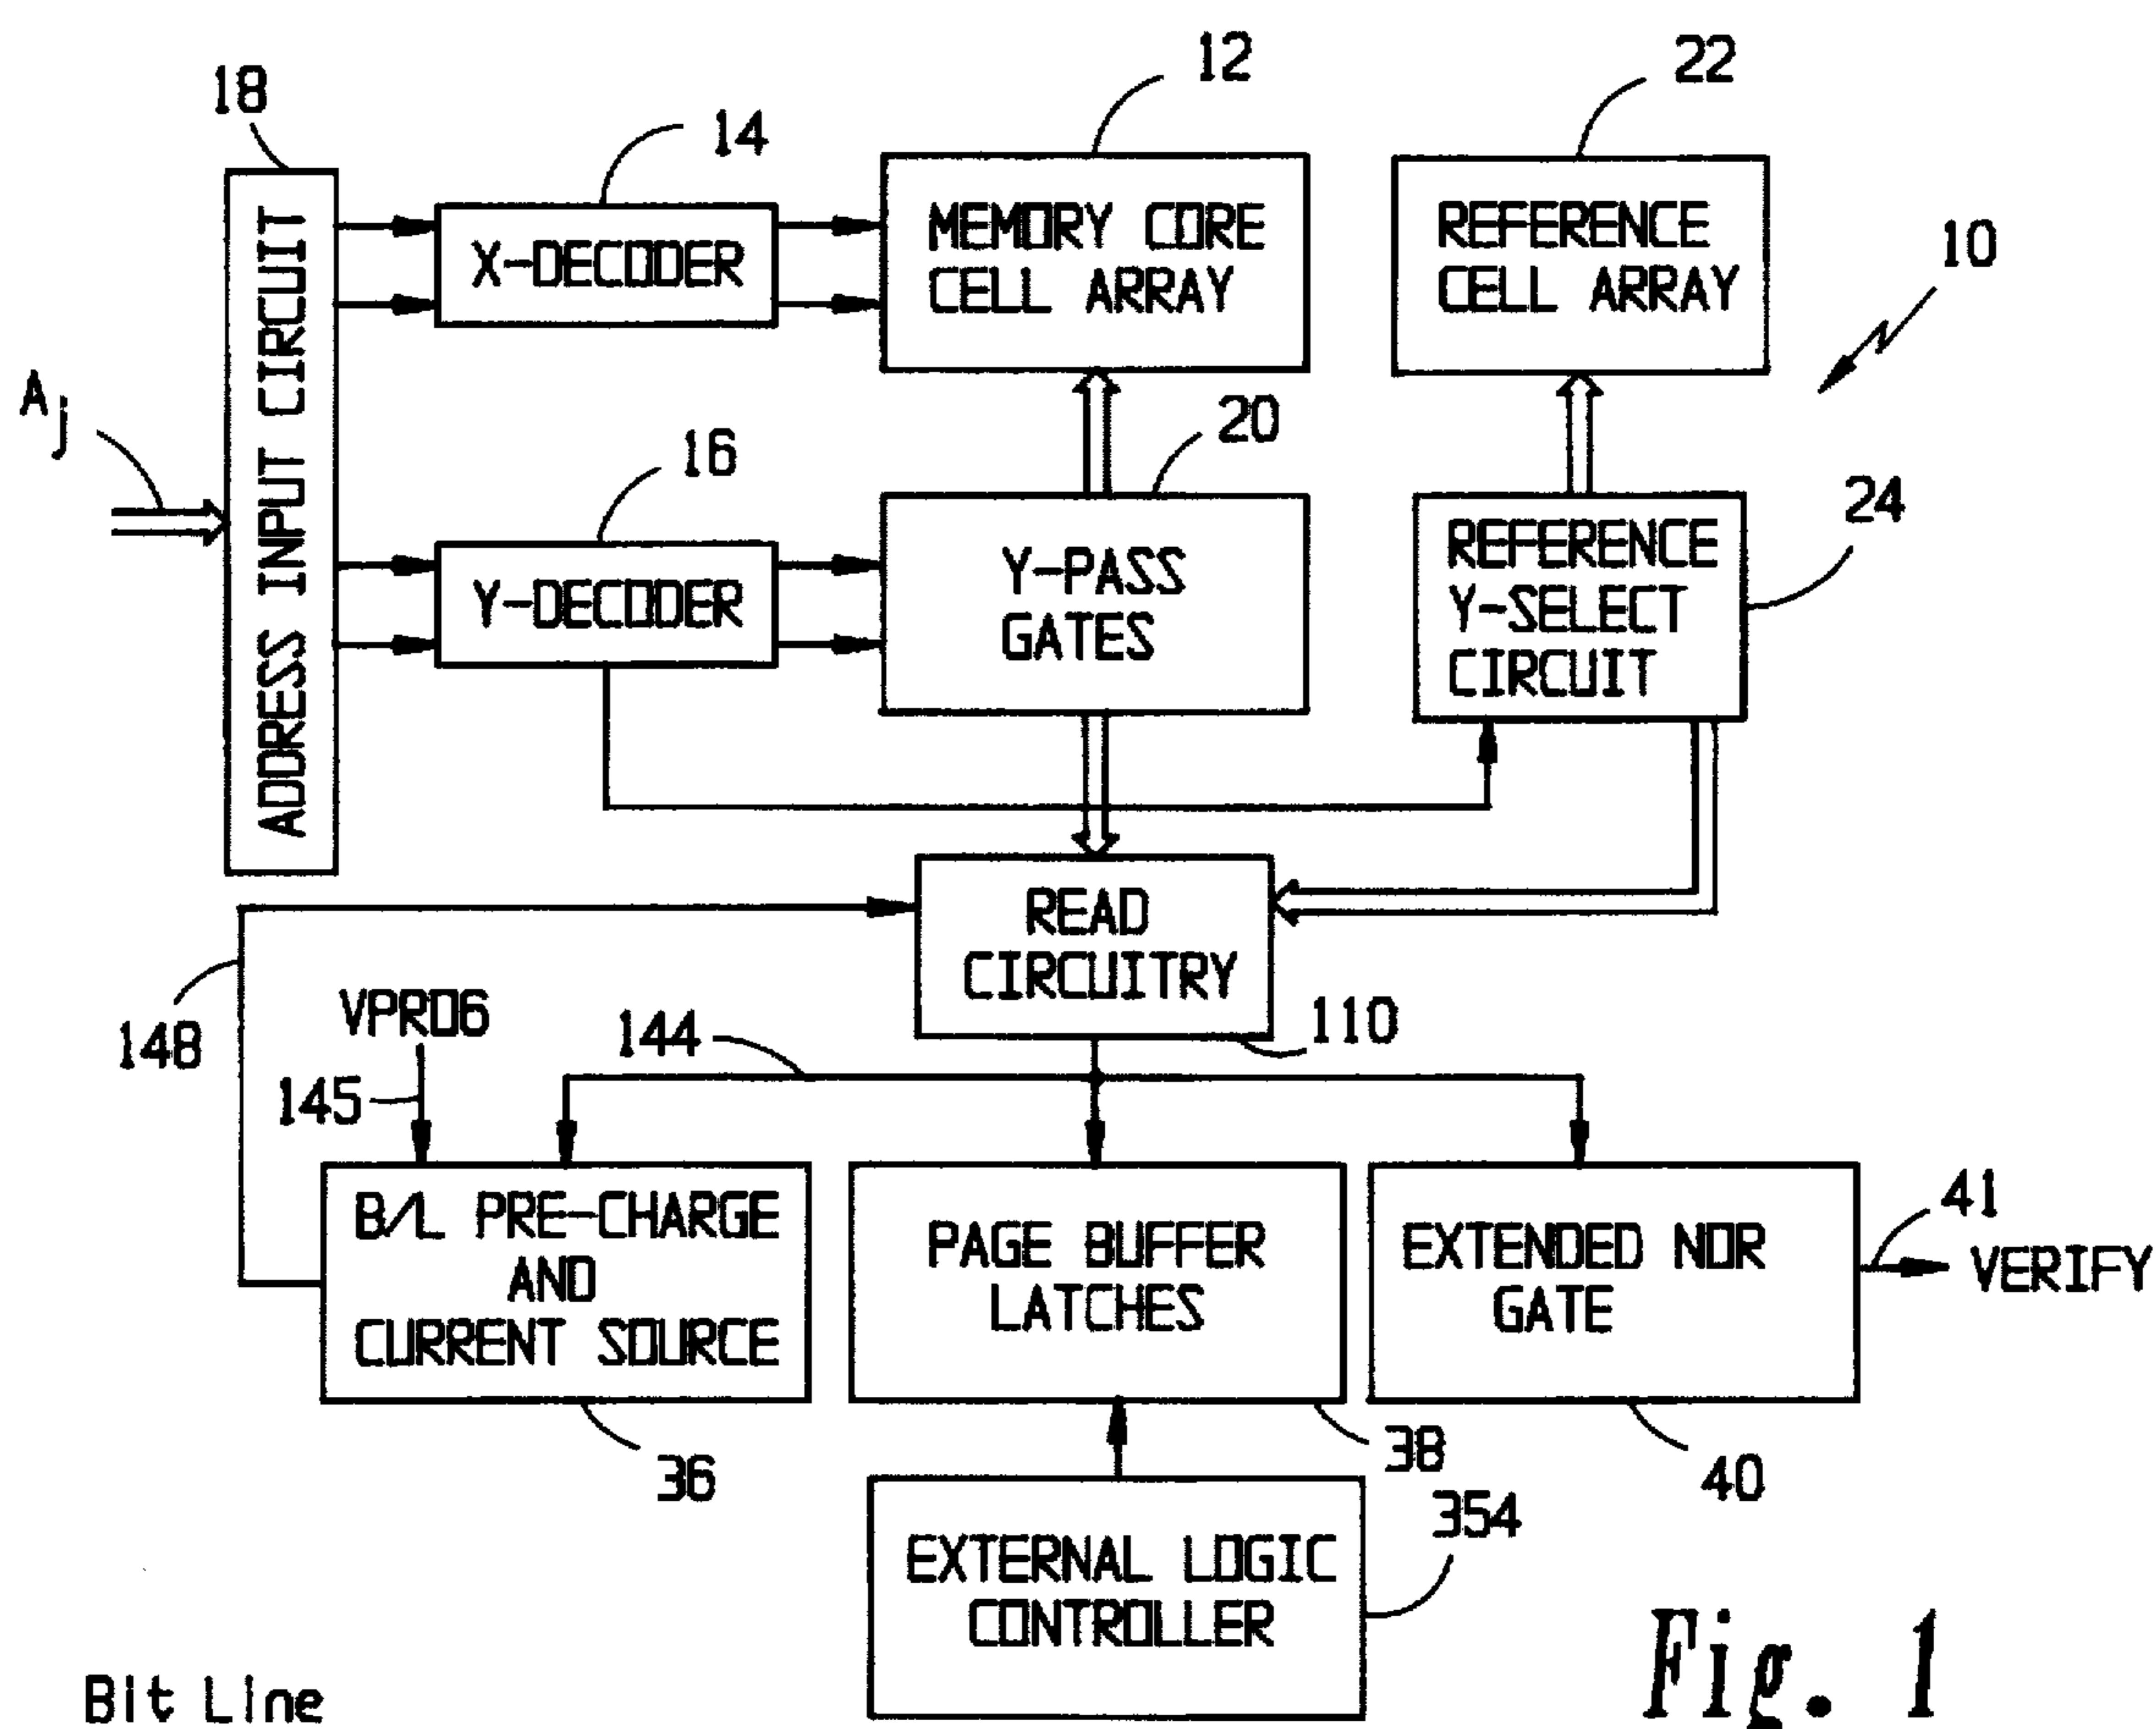 18
14
12
22
10
ADDRESS INPUT CIRCUIT
X-DECODER
MEMORY CORE
CELL ARRAY
REFERENCE
CELL ARRAY
Aj
16
20
24
Y-DECODER
Y-PASS
GATES
REFERENCE
Y-SELECT
CIRCUIT
READ
CIRCUITRY
110
148
VPRO6
145
144
B/L PRE-CHARGE
AND
CURRENT SOURCE
PAGE BUFFER
LATCHES
EXTENDED NOR
GATE
41
VERIFY
36
38
40
EXTERNAL LOGIC
CONTROLLER
354
Bit Line
Fig. 1